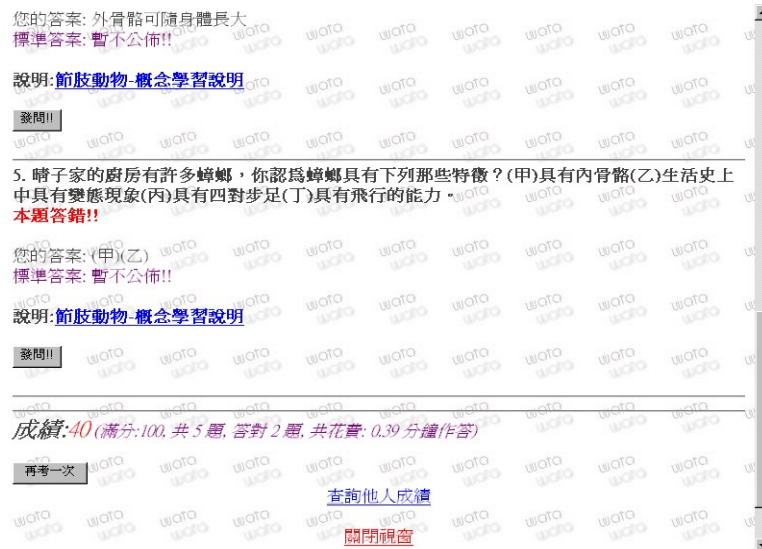 您的答案: 外骨骼可隨身體長大
標準答案: 暫不公佈!!
說明:節肢動物-概念學習說明
發問!!
5. 晴子家的廚房有許多蟑螂，你認為蟑螂具有下列那些特徵？(甲)具有內骨骼(乙)生活史上
中具有變態現象(丙)具有四對步足(丁)具有飛行的能力。
本題答錯!!
您的答案: (甲)(乙)
標準答案: 暫不公佈!!
說明:節肢動物-概念學習說明
發問!!
成績:40 (滿分:100, 共 5 題, 答對 2 題, 共花費: 0.39 分鐘作答)
再考一次
查詢他人成績
關閉視窗